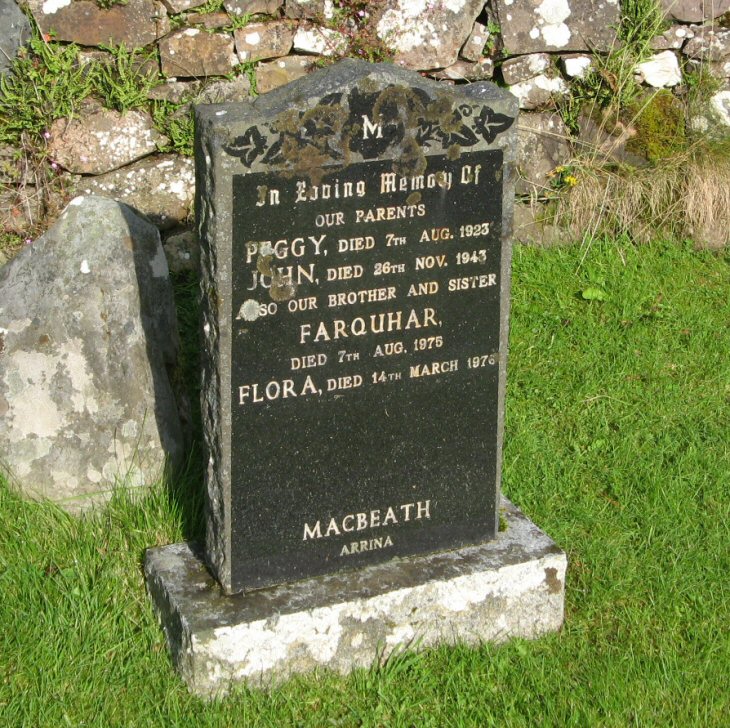 M
In Loving Memory Of
OUR PARENTS
PEGGY, DIED 7TH AUG. 1923
JOHN, DIED 26TH NOV. 1943
ALSO OUR BROTHER AND SISTER
FARQUHAR,
DIED 7TH AUG. 1975
FLORA, DIED 14TH MARCH 1976
MACBEATH
ARRINA